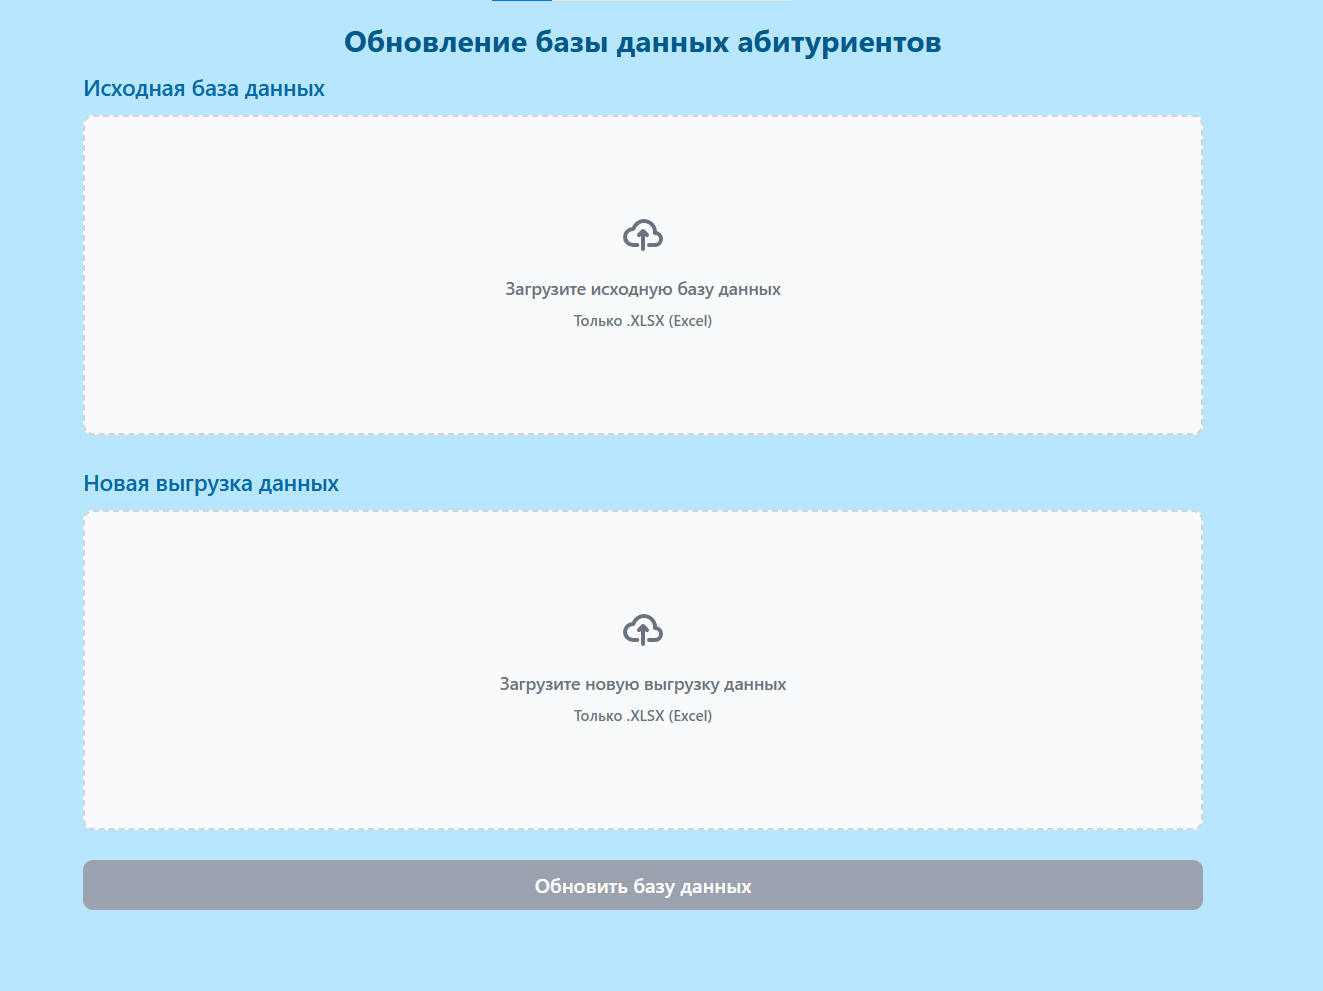 Обновление базы данных абитуриентов
Исходная база данных
Загрузите исходную базу данных
Только .XLSX (Excel)
Новая выгрузка данных
Загрузите новую выгрузку данных
Только .XLSX (Excel)
Обновить базу данных